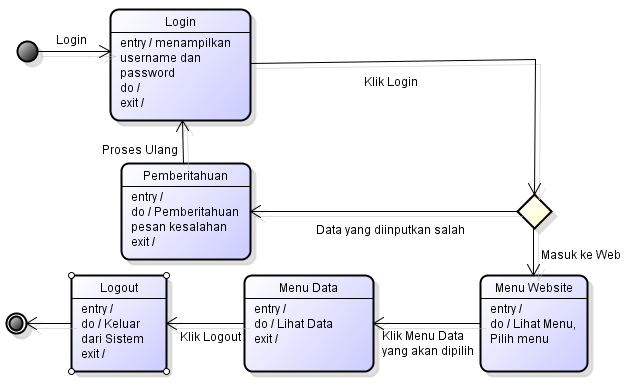 Login
Login
entry / menampilkan
username dan
password
do /
exit /
Klik Login
Proses Ulang
Pemberitahuan
entry /
do / Pemberitahuan
pesan kesalahan
exit /
Data yang diinputkan salah
Masuk ke Web
Logout
entry /
do / Keluar
dari Sistem
exit /
Klik Logout
Menu Data
entry /
do / Lihat Data
exit /
Klik Menu Data
yang akan dipilih
Menu Website
entry /
do / Lihat Menu,
Pilih menu